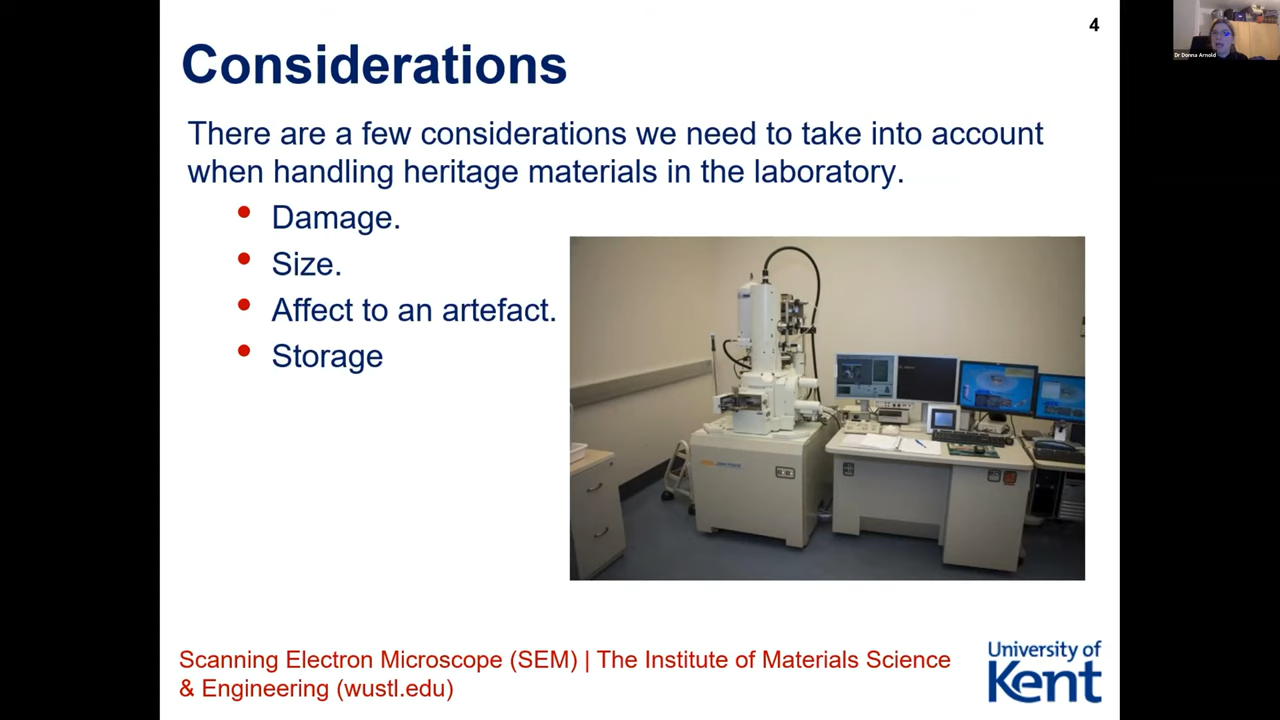 4
Dr Donna Arnold
Considerations
There are a few considerations we need to take into account
when handling heritage materials in the laboratory.
• Damage.
• Size.
• Affect to an artefact.
• Storage
Scanning Electron Microscope (SEM) | The Institute of Materials Science
& Engineering (wustl.edu)
University of
Kent